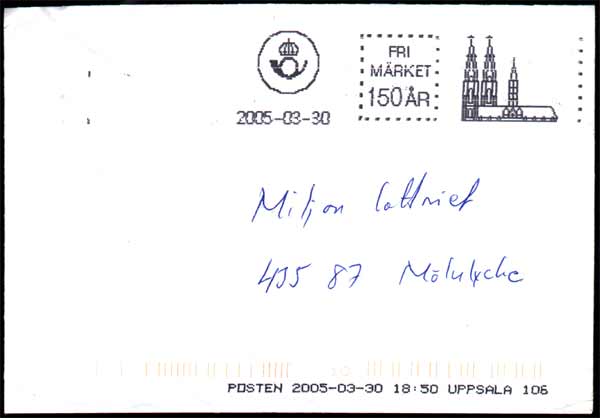 FRI
MÄRKET
150 ÅR
2005-03-30
Miljon Lottriet
435 87 Mölnlycke
POSTEN 2005-03-30 18:50 UPPSALA 106